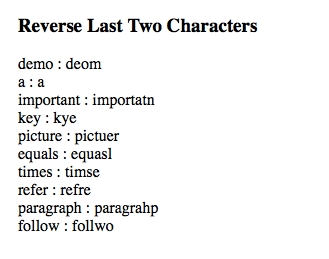 Reverse Last Two Characters
demo : deom
a : a
important : importatn
key : kye
picture : pictuer
equals : equasl
times : timse
refer : refre
paragraph : paragrahp
follow : follwo